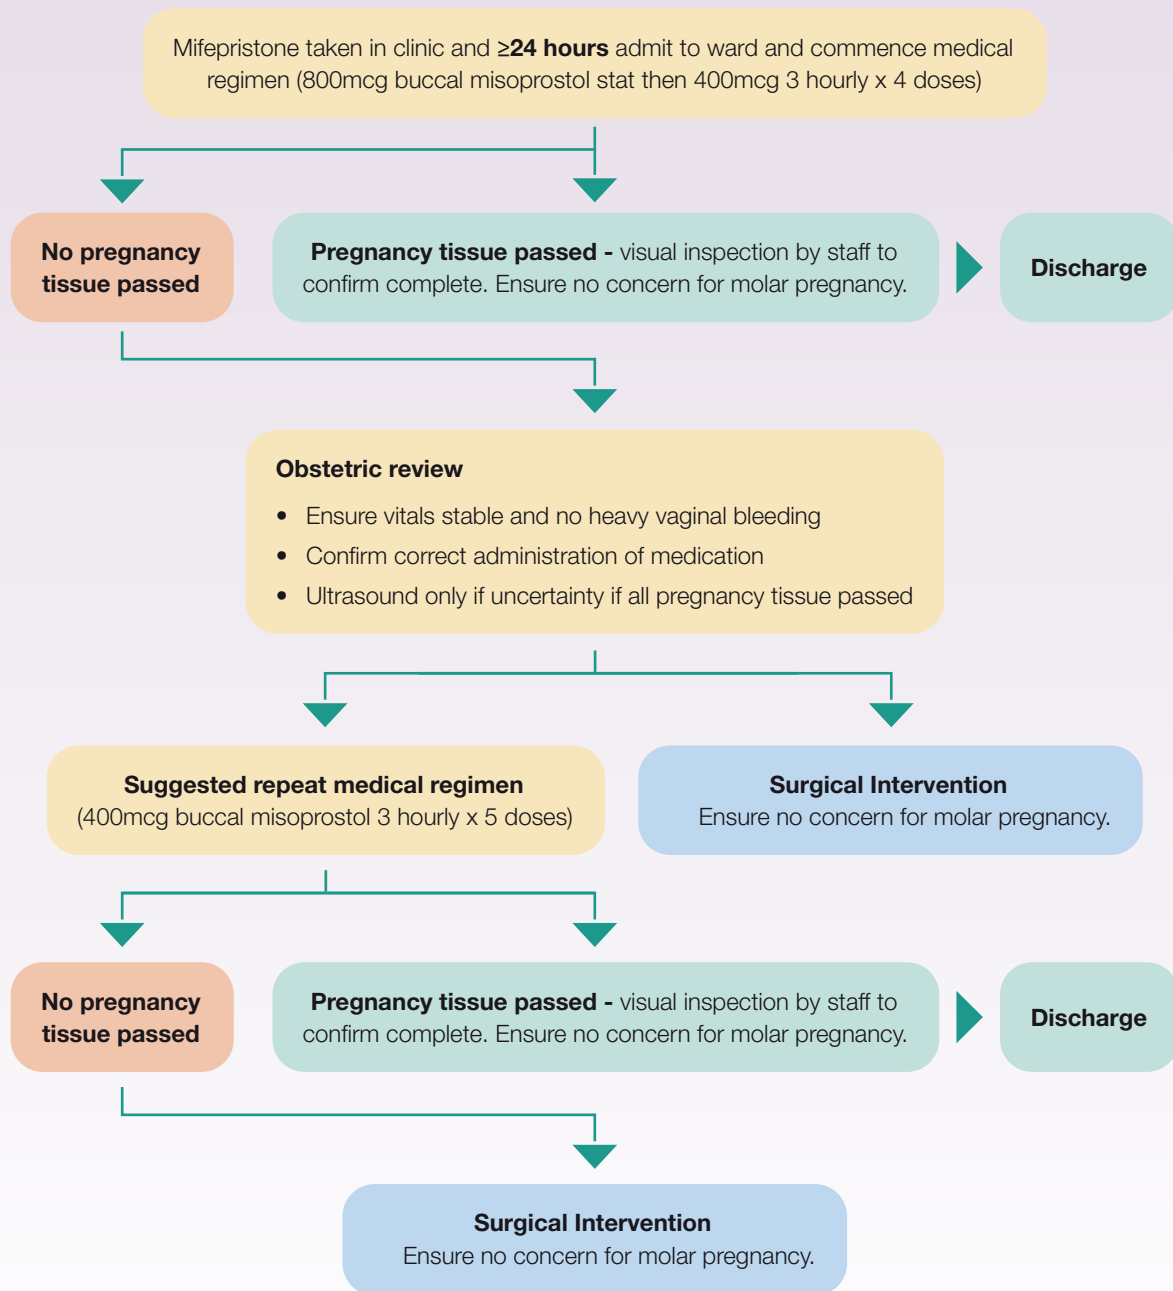 Mifepristone taken in clinic and ≥24 hours admit to ward and commence medical
regimen (800mcg buccal misoprostol stat then 400mcg 3 hourly x 4 doses)
No pregnancy
tissue passed
Pregnancy tissue passed - visual inspection by staff to
confirm complete. Ensure no concern for molar pregnancy.
Discharge
Obstetric review
• Ensure vitals stable and no heavy vaginal bleeding
• Confirm correct administration of medication
• Ultrasound only if uncertainty if all pregnancy tissue passed
Suggested repeat medical regimen
(400mcg buccal misoprostol 3 hourly x 5 doses)
Surgical Intervention
Ensure no concern for molar pregnancy.
No pregnancy
tissue passed
Pregnancy tissue passed - visual inspection by staff to
confirm complete. Ensure no concern for molar pregnancy.
Discharge
Surgical Intervention
Ensure no concern for molar pregnancy.